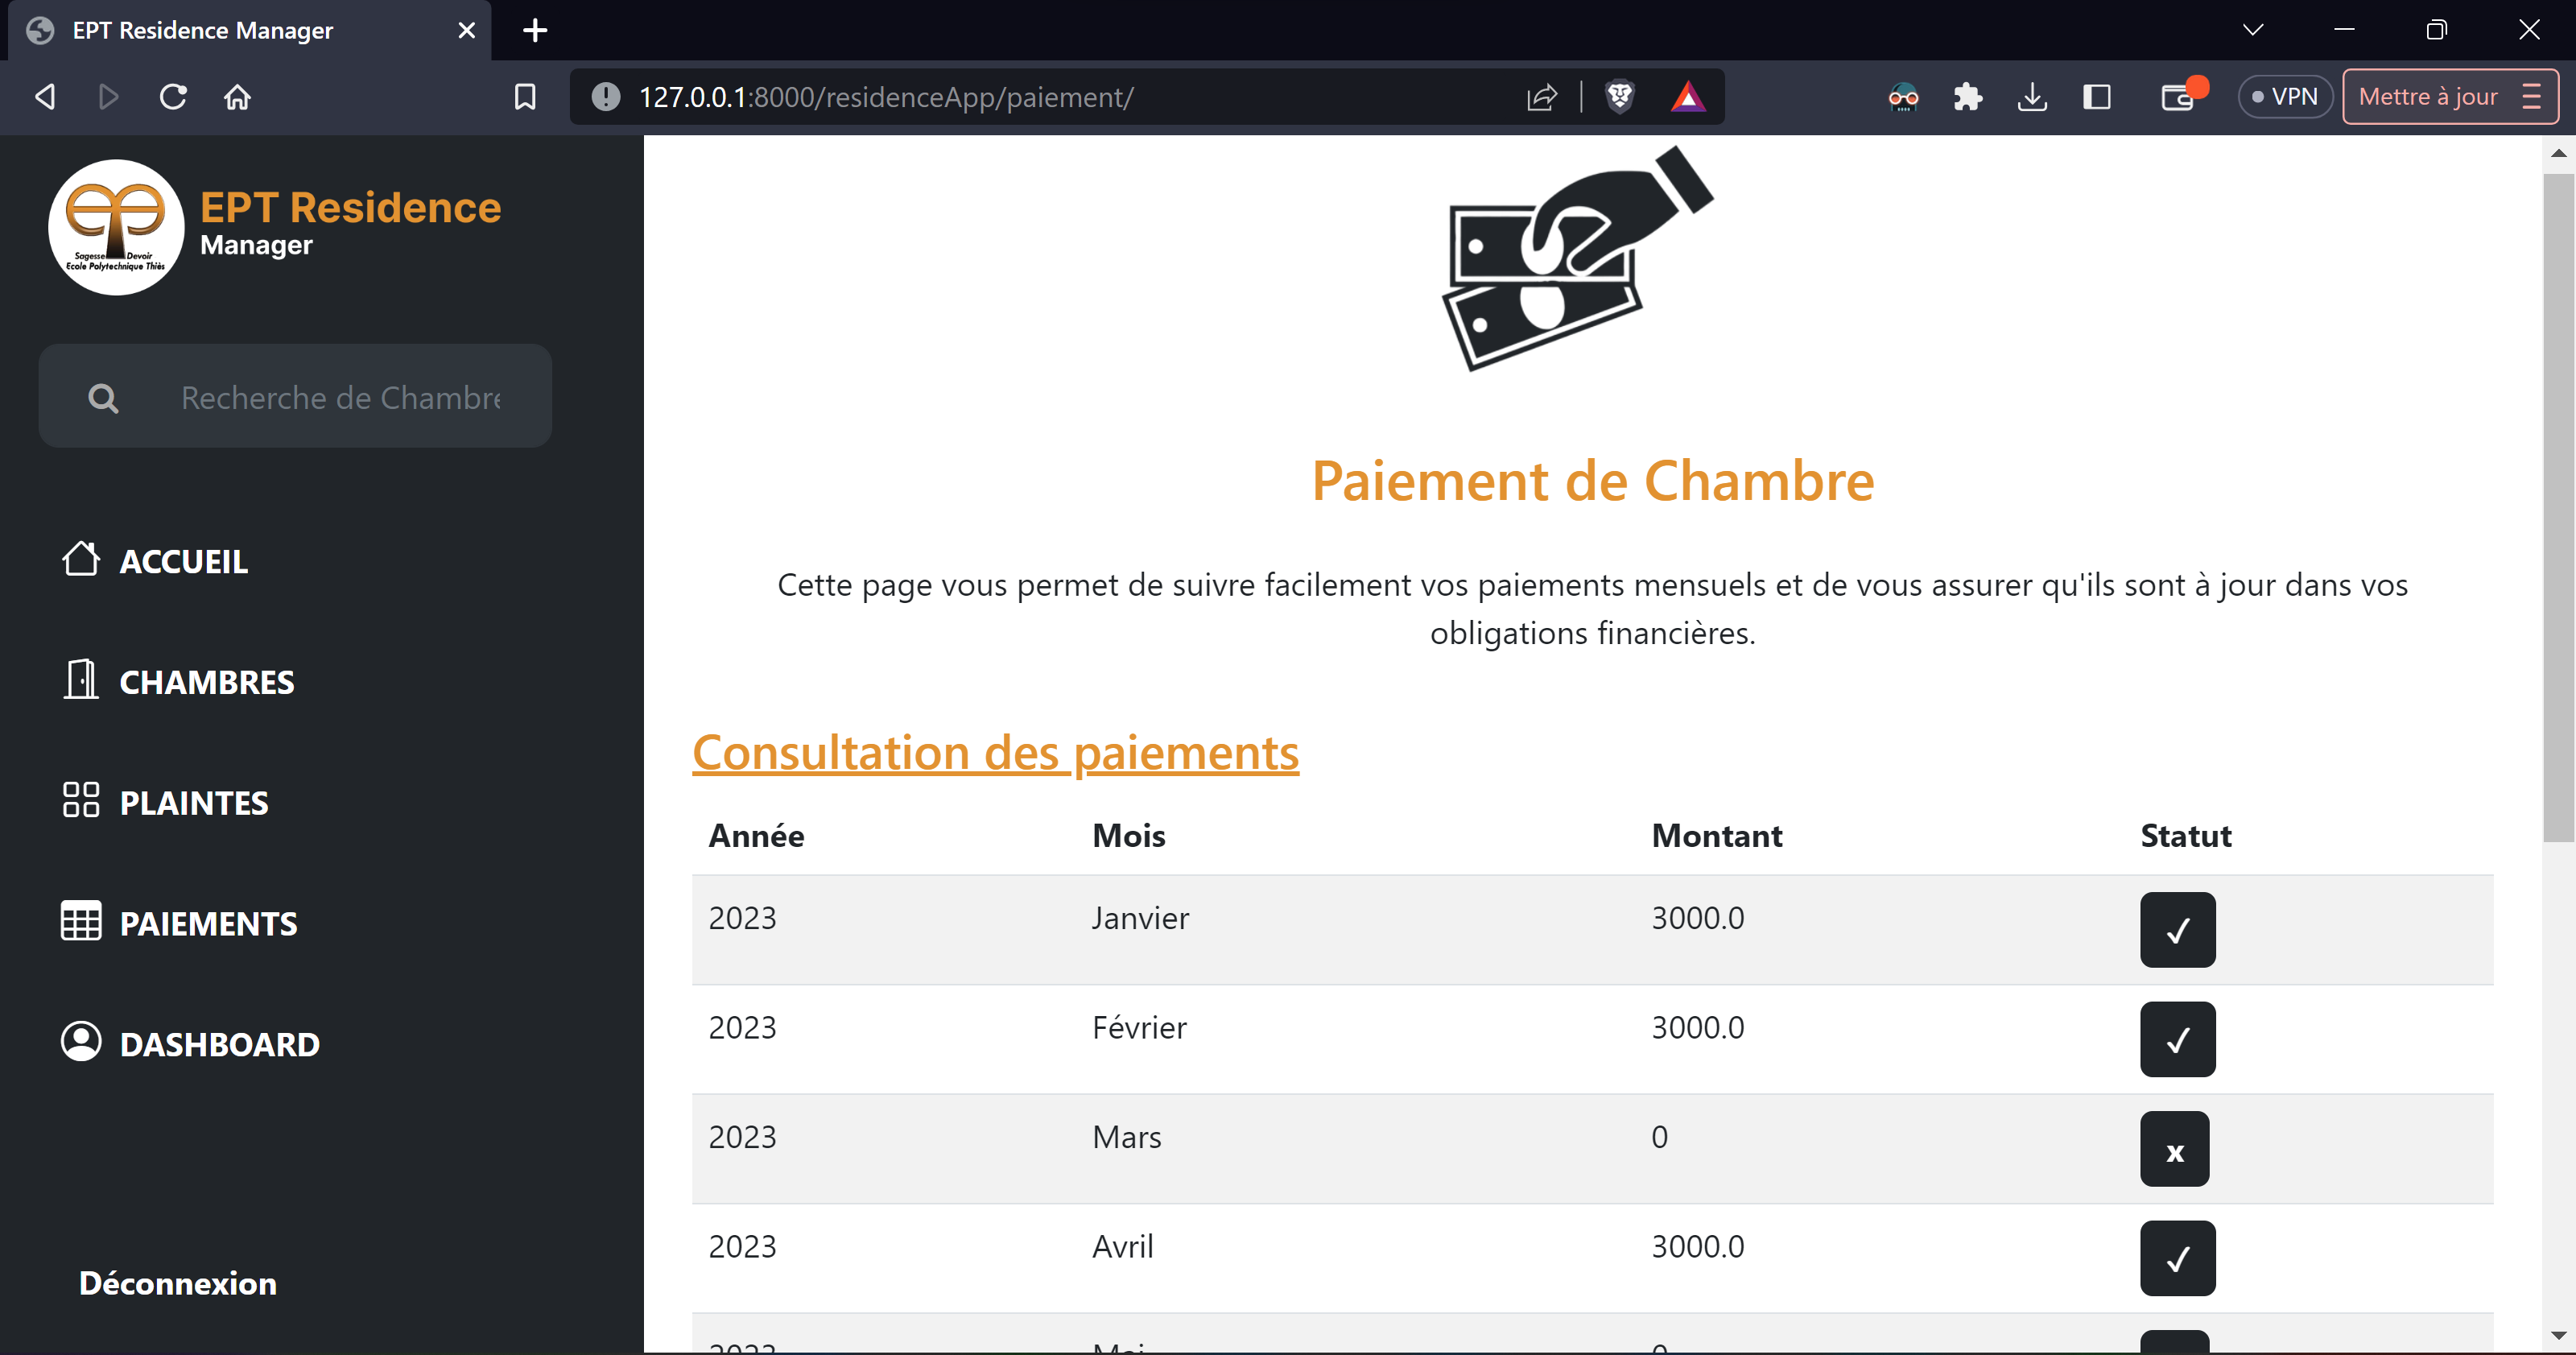 EPT Residence Manager
127.0.0.1:8000/residenceApp/paiement/
VPN
Mettre à jour
Sagesse Devoir
Ecole Polytechnique Thiès
EPT Residence
Manager
Recherche de Chambre
ACCUEIL
CHAMBRES
PLAINTES
PAIEMENTS
DASHBOARD
Déconnexion
Paiement de Chambre
Cette page vous permet de suivre facilement vos paiements mensuels et de vous assurer qu'ils sont à jour dans vos
obligations financières.
Consultation des paiements
Année Mois Montant Statut
2023 Janvier 3000.0 ✓
2023 Février 3000.0 ✓
2023 Mars 0 x
2023 Avril 3000.0 ✓
2023 Mai 0